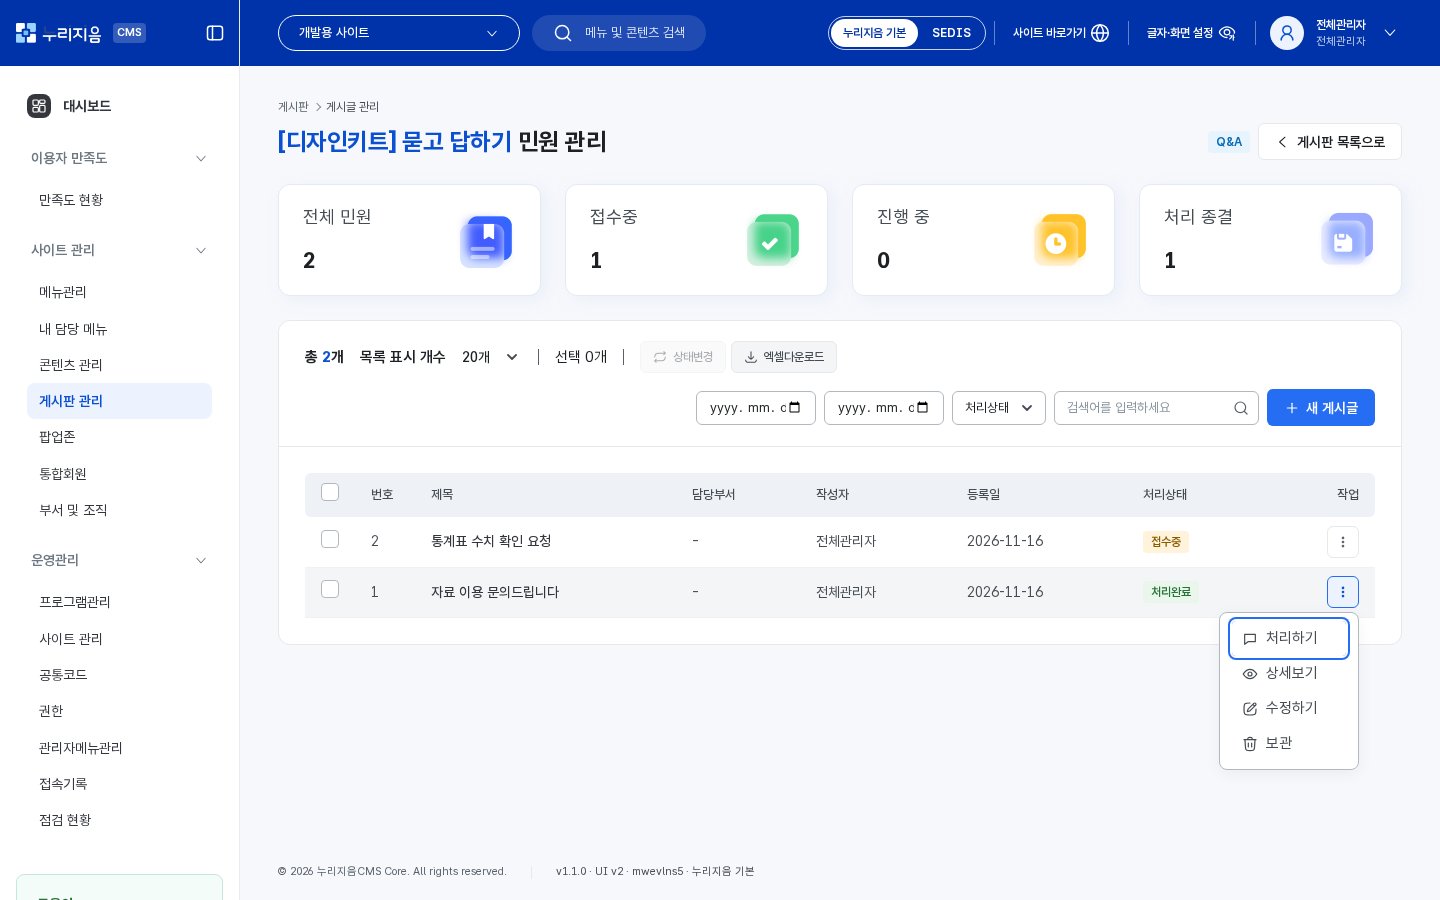 누리지음 CMS
개발용 사이트
메뉴 및 콘텐츠 검색
누리지음 기본 SEDIS
사이트 바로가기
글자·화면 설정
전체관리자
전체관리자
대시보드
이용자 만족도
만족도 현황
사이트 관리
메뉴관리
내 담당 메뉴
콘텐츠 관리
게시판 관리
팝업존
통합회원
부서 및 조직
운영관리
프로그램관리
사이트 관리
공통코드
권한
관리자메뉴관리
접속기록
점검 현황
게시판 > 게시글 관리
[디자인키트] 묻고 답하기 민원 관리
Q&A
게시판 목록으로
전체 민원
2
접수중
1
진행 중
0
처리 종결
1
총 2개 목록 표시 개수 20개 선택 0개 상태변경 엑셀다운로드
yyyy. mm. d yyyy. mm. d 처리상태 검색어를 입력하세요 + 새 게시글
번호 제목 담당부서 작성자 등록일 처리상태 작업
2 통계표 수치 확인 요청 - 전체관리자 2026-11-16 접수중
1 자료 이용 문의드립니다 - 전체관리자 2026-11-16 처리완료
처리하기
상세보기
수정하기
보관
© 2026 누리지음CMS Core. All rights reserved.
v1.1.0 · UI v2 · mwevlns5 · 누리지음 기본